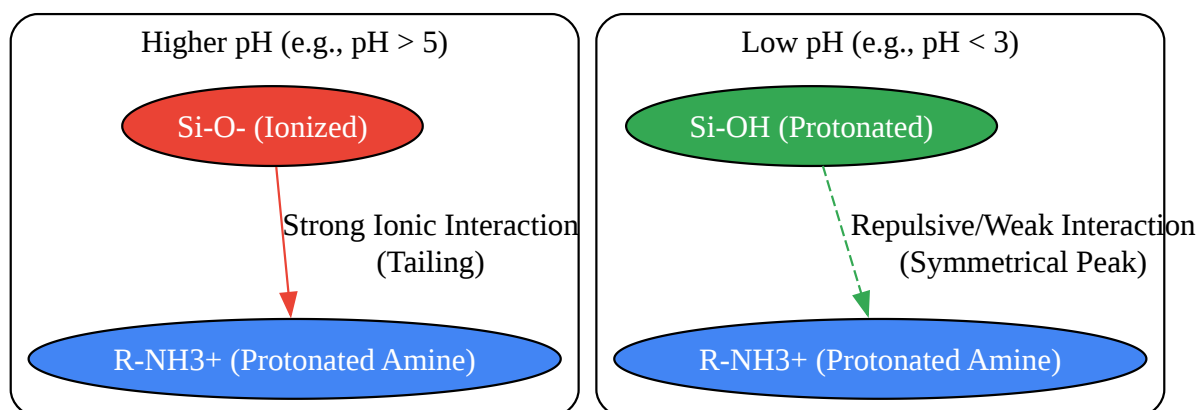 Higher pH (e.g., pH > 5)
Si-O- (Ionized)
Strong Ionic Interaction
(Tailing)
R-NH3+ (Protonated Amine)
Low pH (e.g., pH < 3)
Si-OH (Protonated)
Repulsive/Weak Interaction
(Symmetrical Peak)
R-NH3+ (Protonated Amine)